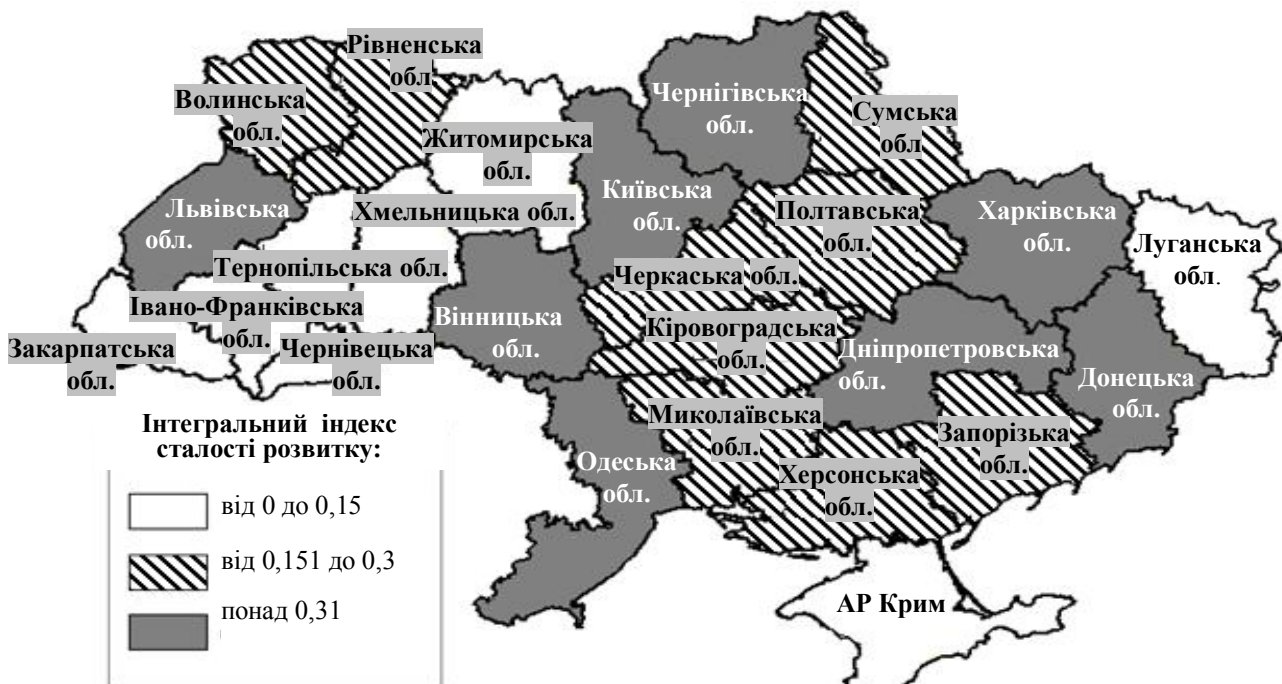 Рівненська
обл
Волинська
обл.
Житомирська
обл.
Чернігівська
обл.
Сумська
обл
Львівська
обл.
Хмельницька обл.
Київська
обл.
Полтавська
обл.
Харківська
обл.
Луганська
обл.
Тернопільська обл.
Черкаська обл.
Івано-Франківська
обл.
Закарпатська
обл.
Чернівецька
обл.
Вінницька
обл.
Кіровоградська
обл.
Дніпропетровська
обл.
Донецька
обл.
Миколаївська
обл.
Запорізька
обл.
Одеська
обл.
Херсонська
обл.
АР Крим
Інтегральний індекс
сталості розвитку:
від 0 до 0,15
від 0,151 до 0,3
понад 0,31